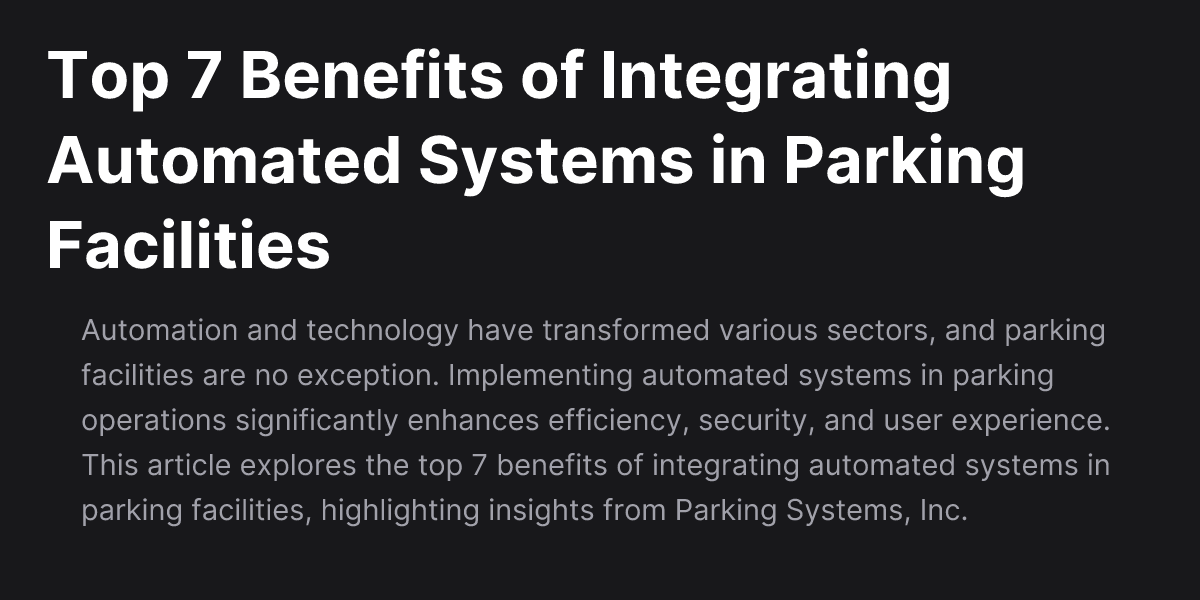 Top 7 Benefits of Integrating
Automated Systems in Parking
Facilities
Automation and technology have transformed various sectors, and parking
facilities are no exception. Implementing automated systems in parking
operations significantly enhances efficiency, security, and user experience.
This article explores the top 7 benefits of integrating automated systems in
parking facilities, highlighting insights from Parking Systems, Inc.